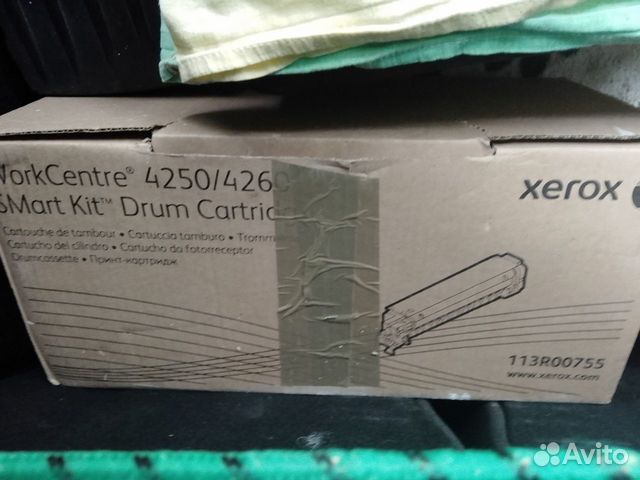 WorkCentre® 4250/4260
SMart Kit™ Drum Cartric
Cartouche de tambour • Cartuccia tamburo • Tromm
Cartucho del cilindro • Cartucho do fotorreceptor
Drumcassette • Принт-картридж
xerox
113R00755
www.xerox.com
Avito